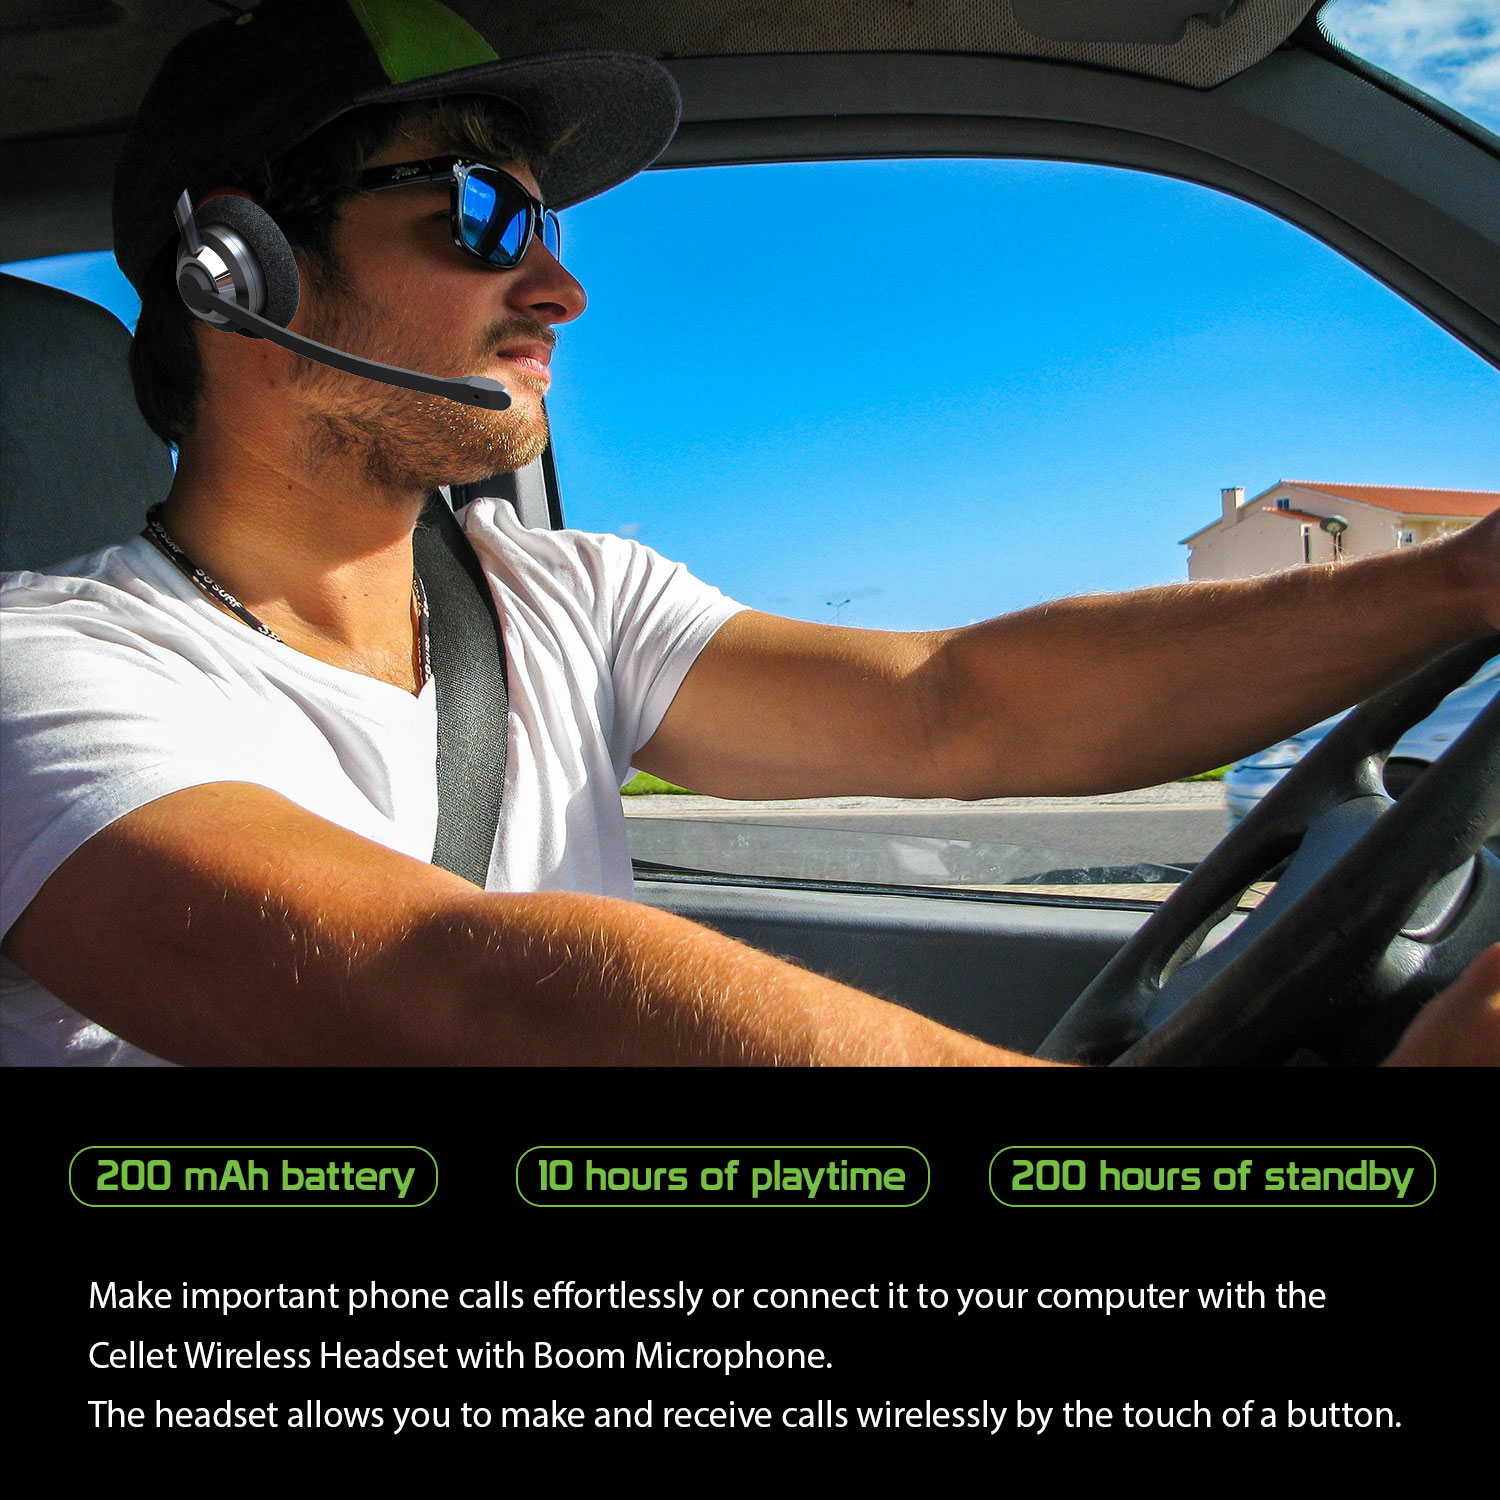 JO SURF
200 mAh battery
10 hours of playtime
200 hours of standby
Make important phone calls effortlessly or connect it to your computer with the
Cellet Wireless Headset with Boom Microphone.
The headset allows you to make and receive calls wirelessly by the touch of a button.